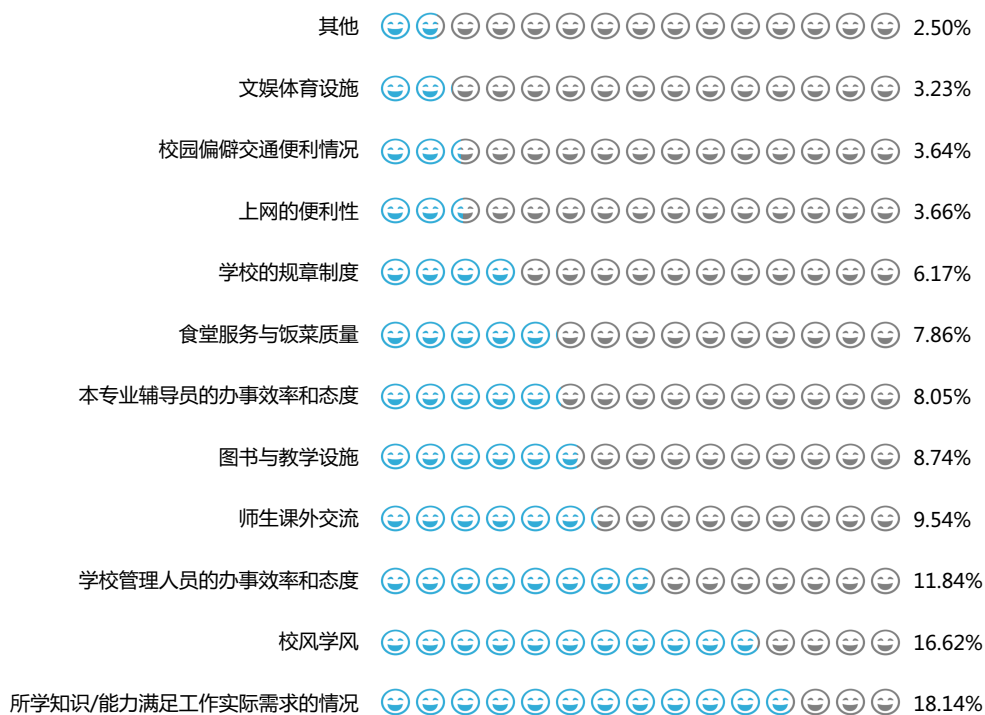 其他 2.50%
文娱体育设施 3.23%
校园偏僻交通便利情况 3.64%
上网的便利性 3.66%
学校的规章制度 6.17%
食堂服务与饭菜质量 7.86%
本专业辅导员的办事效率和态度 8.05%
图书与教学设施 8.74%
师生课外交流 9.54%
学校管理人员的办事效率和态度 11.84%
校风学风 16.62%
所学知识/能力满足工作实际需求的情况 18.14%